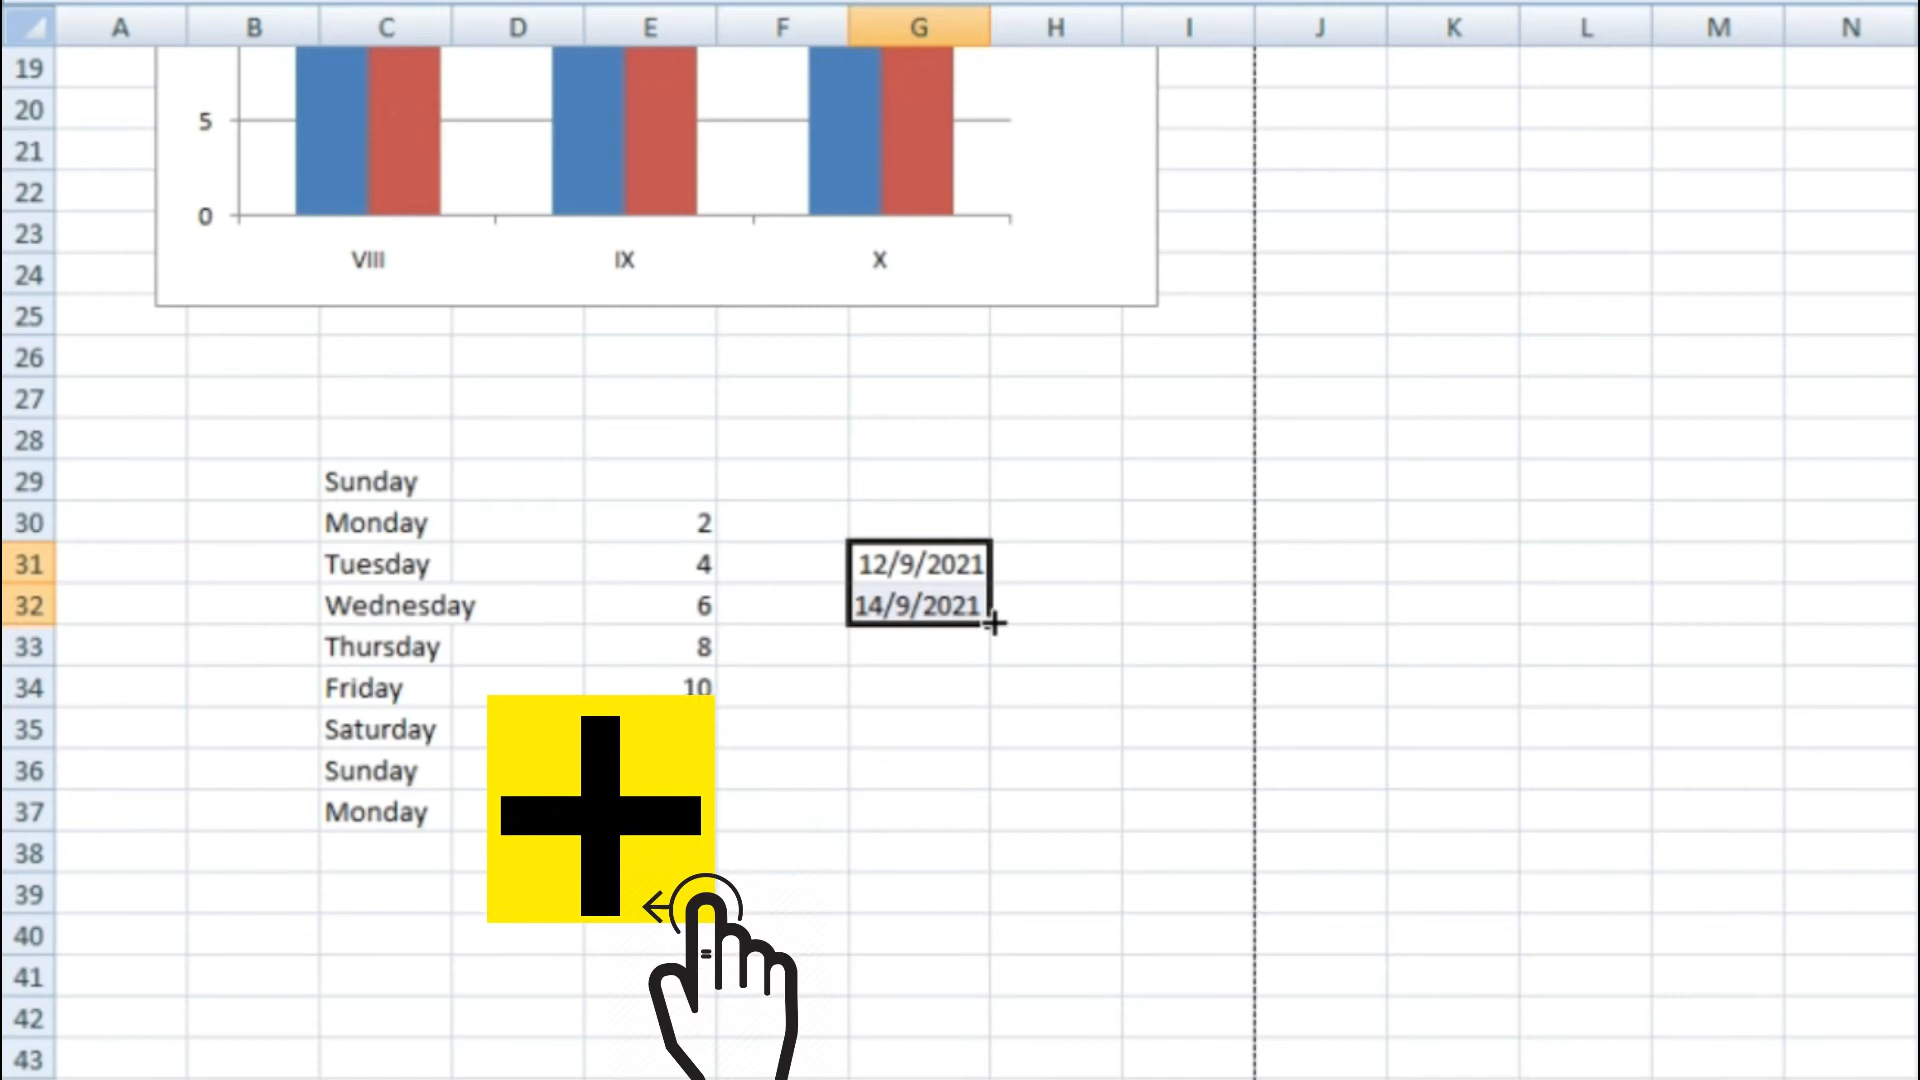 A B C D E F G H I J K L M N
19
20 5
21
22
23 0
24 VIII IX X
25
26
27
28
29 Sunday
30 Monday 2
31 Tuesday 4 12/9/2021
32 Wednesday 6 14/9/2021
33 Thursday 8
34 Friday 10
35 Saturday
36 Sunday
37 Monday
38
39
40
41
42
43